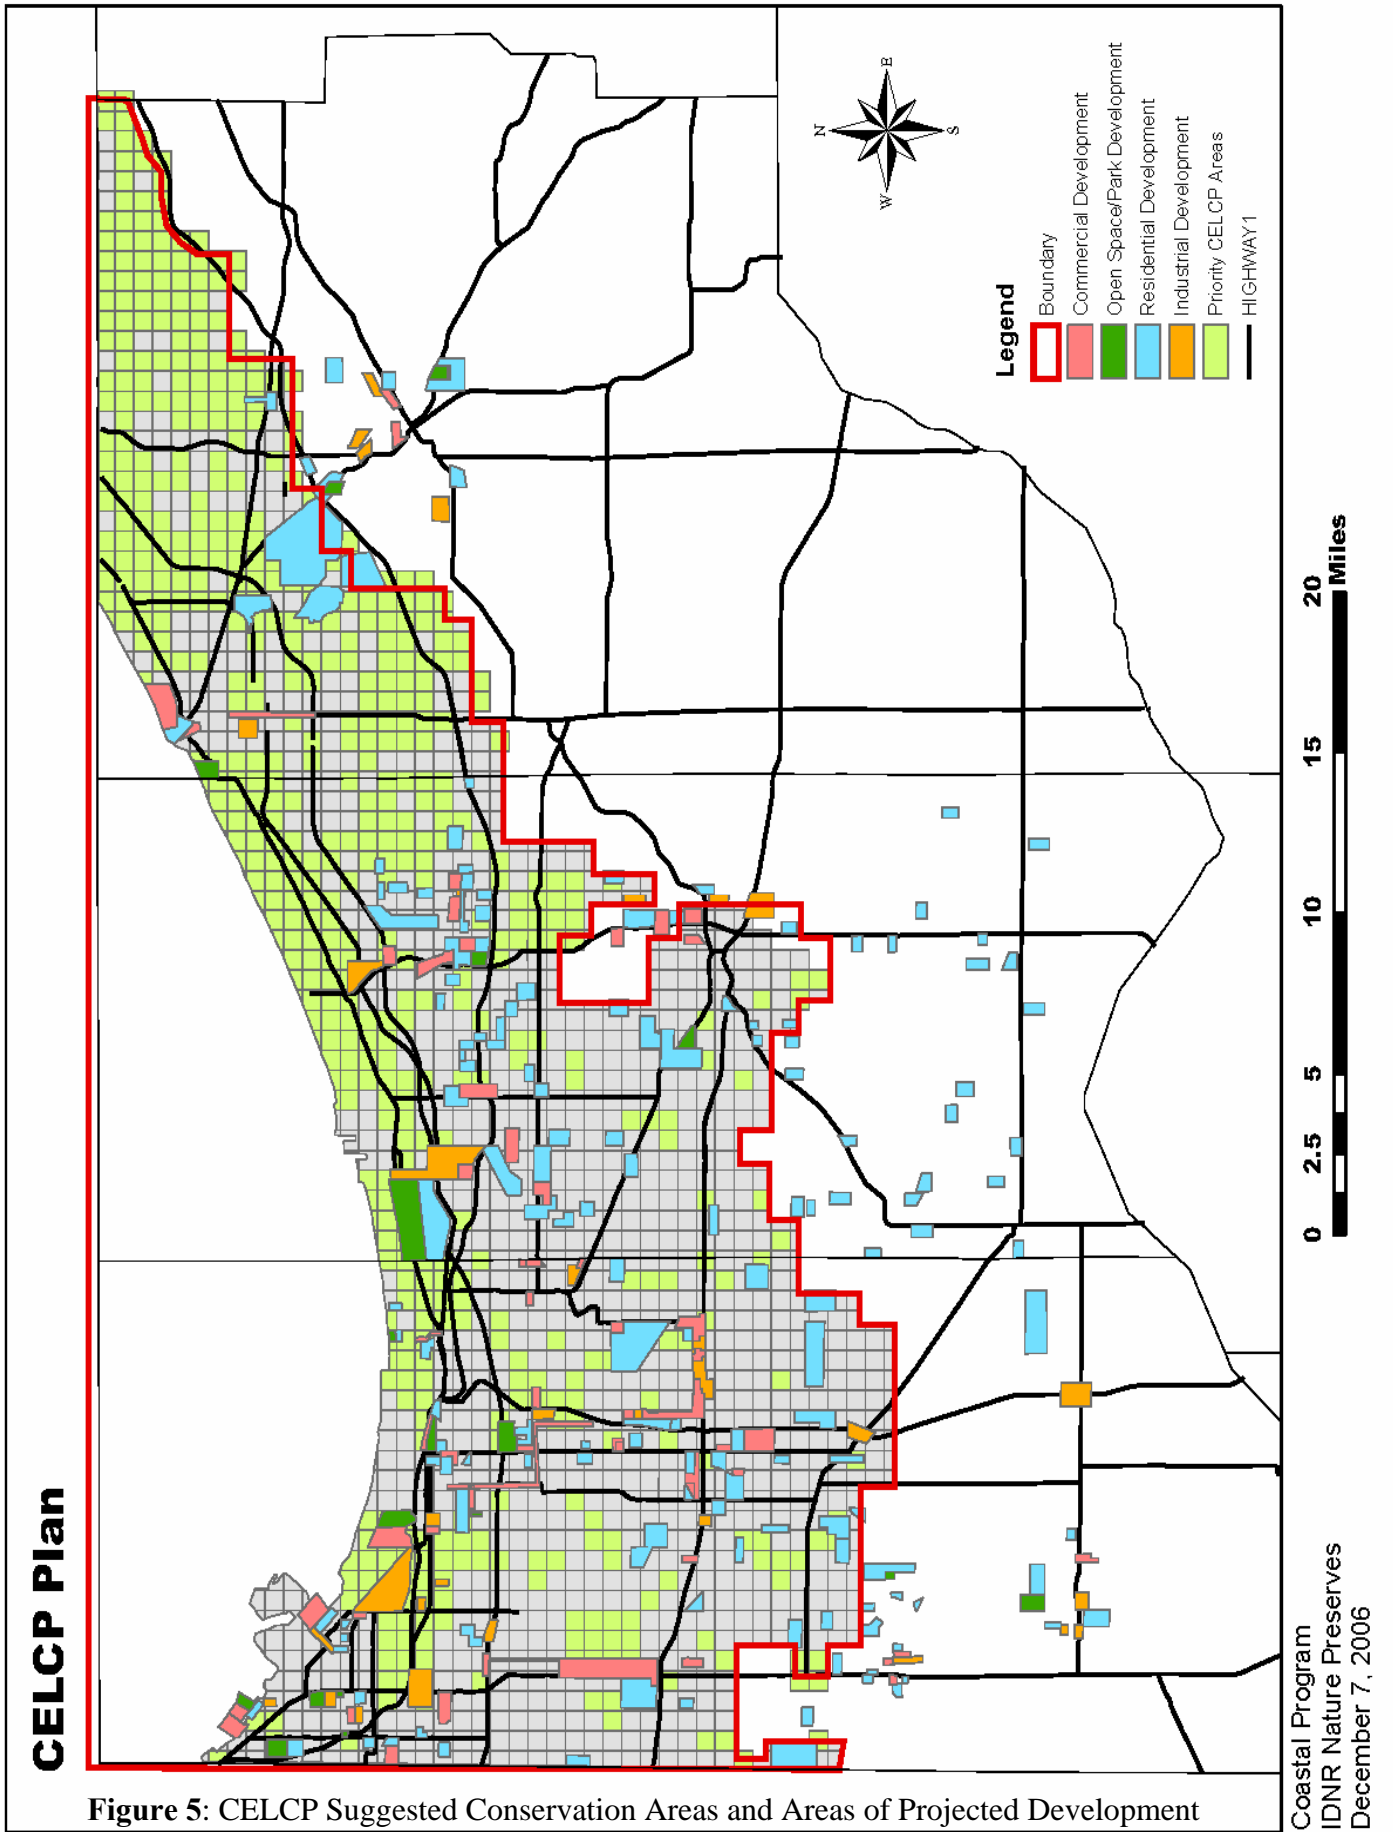 CELCP Plan
N
E
S
W
Legend
Boundary
Commercial Development
Open Space/Park Development
Residential Development
Industrial Development
Priority CELCP Areas
HIGHWAY1
0 2.5 5 10 15 20
Miles
Coastal Program
IDNR Nature Preserves
December 7, 2006
Figure 5: CELCP Suggested Conservation Areas and Areas of Projected Development